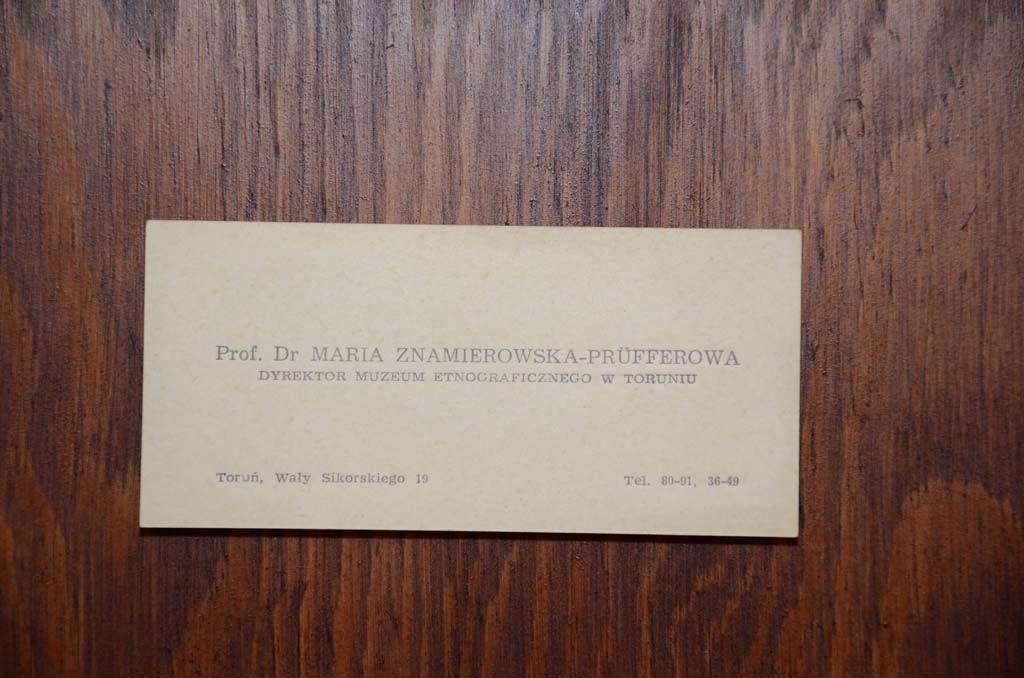 Prof. Dr MARIA ZNAMIEROWSKA-PRÜFFEROWA
DYREKTOR MUZEUM ETNOGRAFICZNEGO W TORUNIU
Toruń, Wały Sikorskiego 19
Tel. 80-91, 36-49